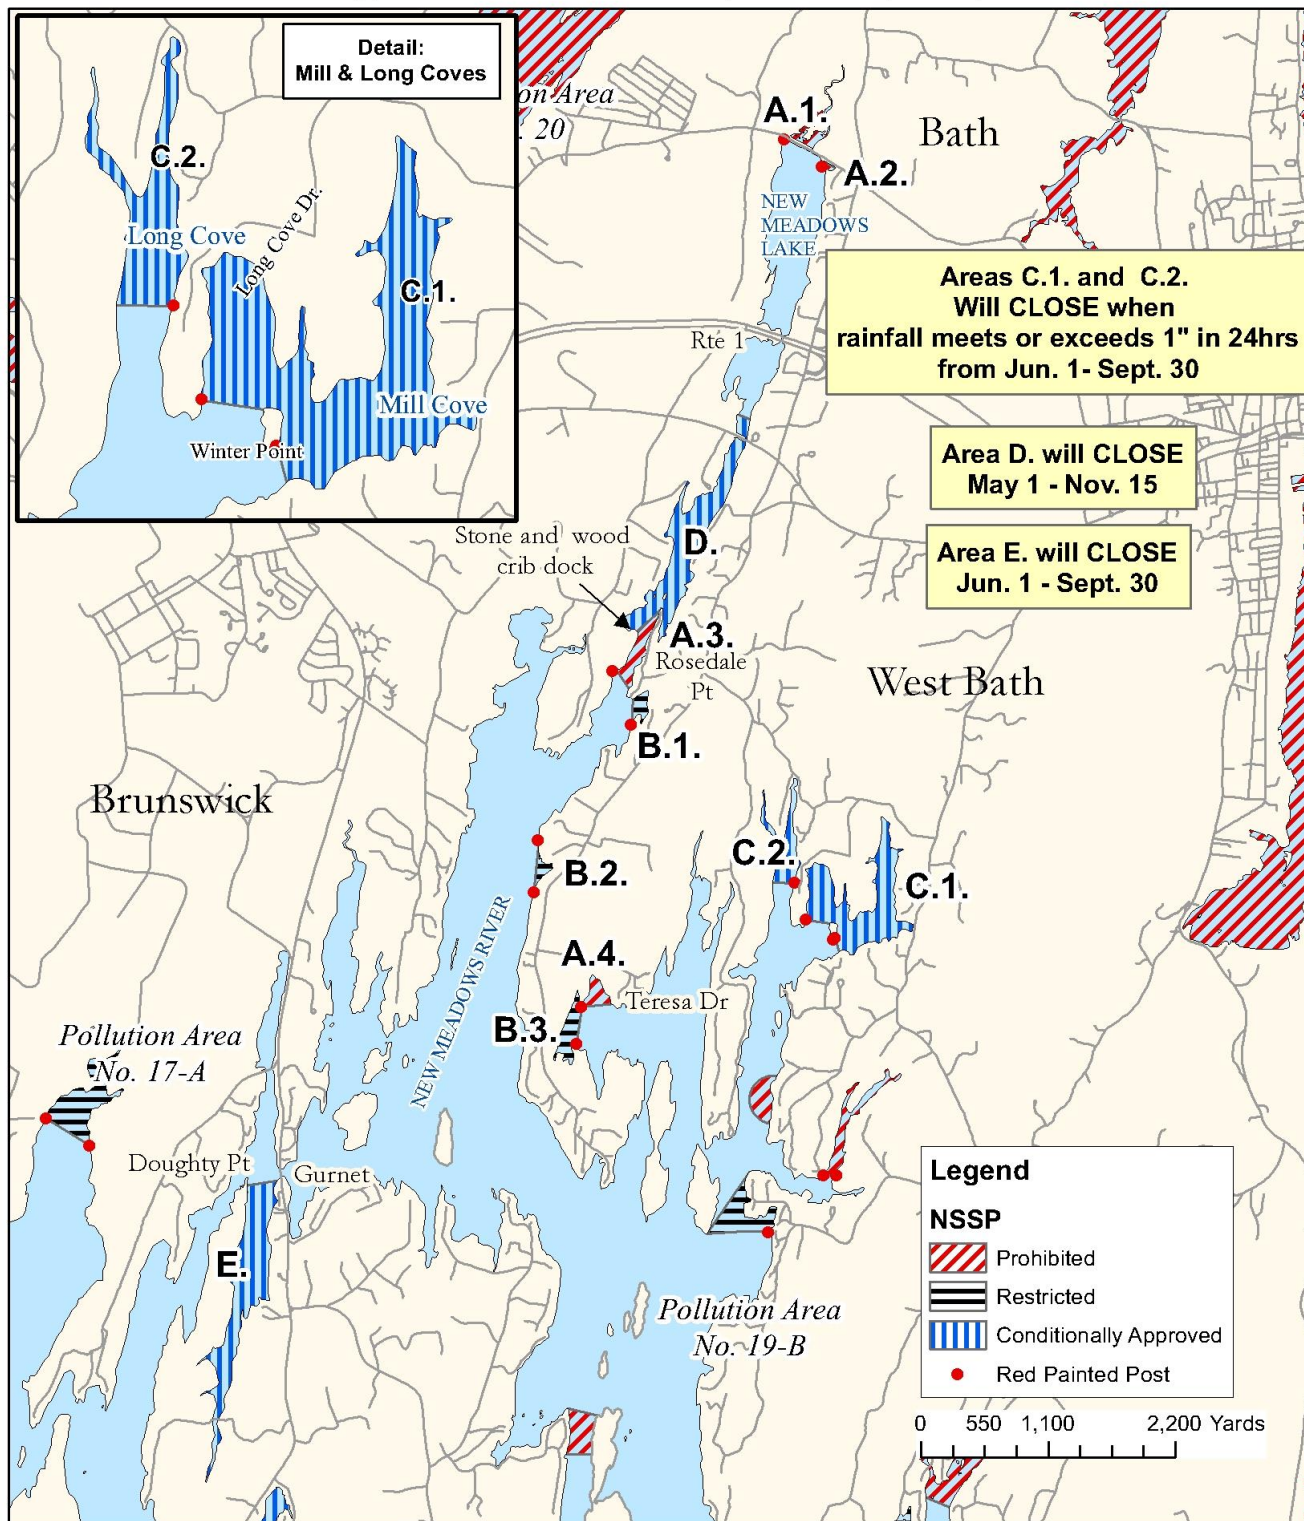 Detail:
Mill & Long Coves
C.2.
Long Cove
Long Cove Dr.
C.1.
Mill Cove
Winter Point
on Area
. 20
A.1.
Bath
A.2.
NEW
MEADOWS
LAKE
Areas C.1. and C.2.
Will CLOSE when
rainfall meets or exceeds 1" in 24hrs
from Jun. 1- Sept. 30
Rte 1
Area D. will CLOSE
May 1 - Nov. 15
Stone and wood
crib dock
D.
Area E. will CLOSE
Jun. 1 - Sept. 30
A.3.
Rosedale
Pt
West Bath
B.1.
Brunswick
C.2.
B.2.
C.1.
NEW MEADOWS RIVER
A.4.
Teresa Dr
B.3.
Pollution Area
No. 17-A
Doughty Pt
Gurnet
E.
Pollution Area
No. 19-B
Legend
NSSP
Prohibited
Restricted
Conditionally Approved
Red Painted Post
0 550 1,100 2,200 Yards